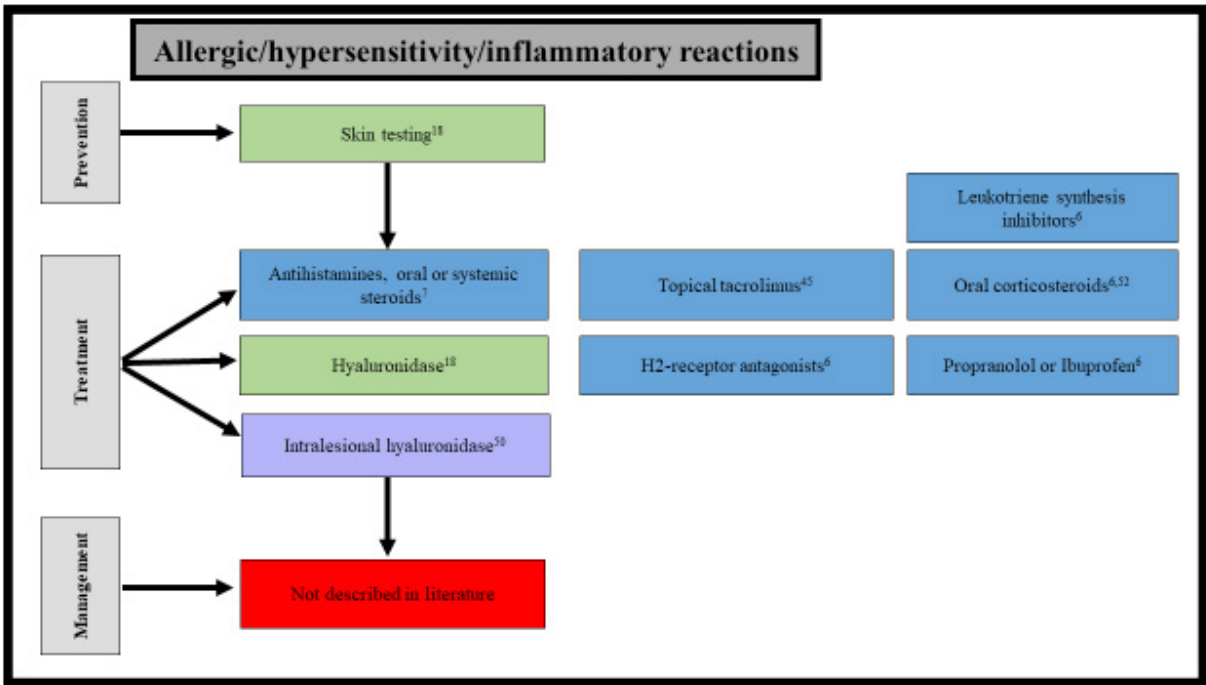 Allergic/hypersensitivity/inflammatory reactions
Prevention
Skin testing18
Leukotriene synthesis
inhibitors6
Treatment
Antihistamines, oral or systemic
steroids7
Topical tacrolimus45
Oral corticosteroids6,52
Hyaluronidase18
H2-receptor antagonists6
Propranolol or Ibuprofen6
Intralesional hyaluronidase50
Management
Not described in literature